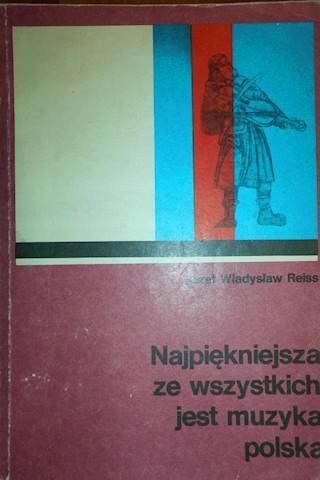 Józef Władysław Reiss
Najpiękniejsza
ze wszystkich
jest muzyka
polska